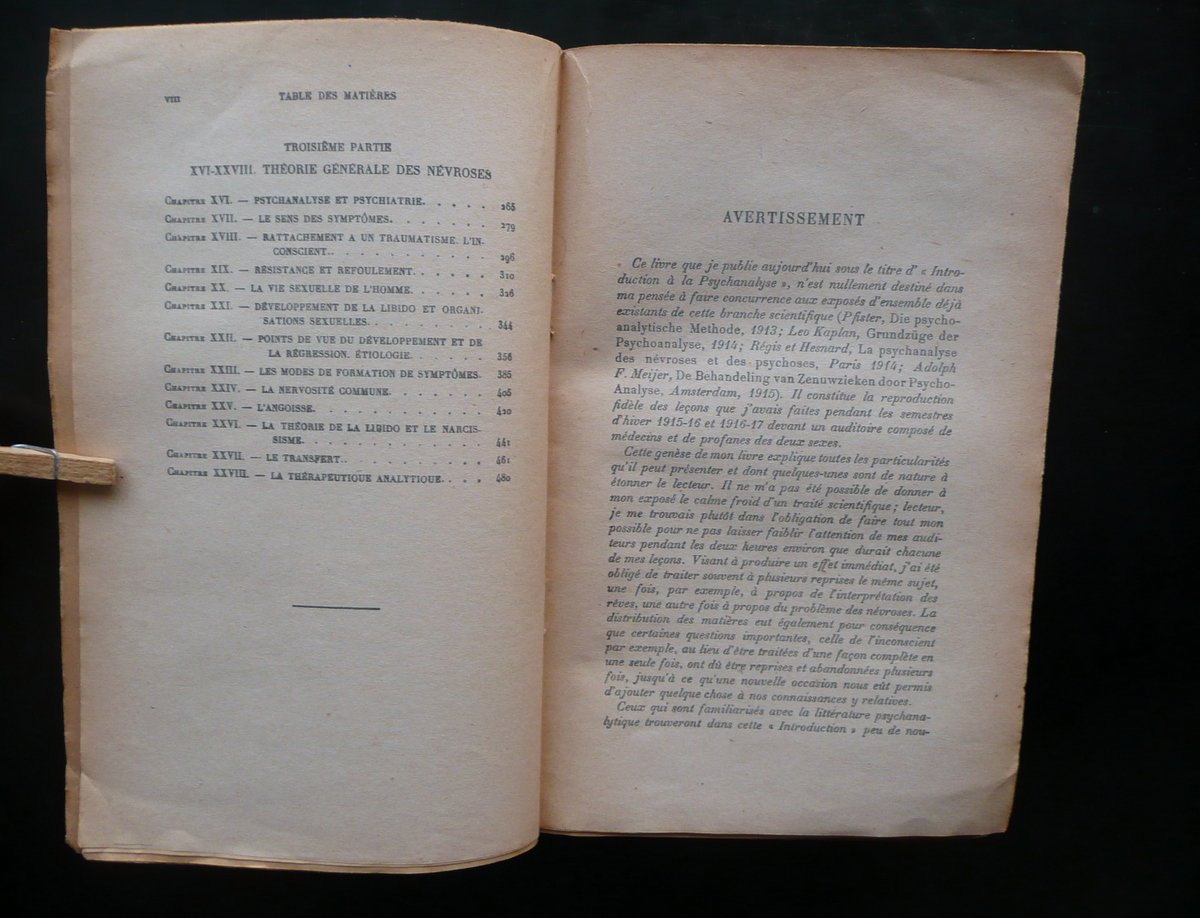 VIII TABLE DES MATIÈRES
TROISIÈME PARTIE
XVI-XXVIII. THÉORIE GÉNÉRALE DES NÉVROSES
CHAPITRE XVI. — PSYCHANALYSE ET PSYCHIATRIE. . . . . . 265
CHAPITRE XVII. — LE SENS DES SYMPTÔMES. . . . . . . 279
CHAPITRE XVIII. — RATTACHEMENT A UN TRAUMATISME. L'IN-
CONSCIENT. . . . . . . . . . . 296
CHAPITRE XIX. — RÉSISTANCE ET REFOULEMENT. . . . . . 310
CHAPITRE XX. — LA VIE SEXUELLE DE L'HOMME. . . . . . 326
CHAPITRE XXI. — DÉVELOPPEMENT DE LA LIBIDO ET ORGANI-
SATIONS SEXUELLES. . . . . . . . . 344
CHAPITRE XXII. — POINTS DE VUE DU DÉVELOPPEMENT ET DE
LA RÉGRESSION. ÉTIOLOGIE. . . . . . 356
CHAPITRE XXIII. — LES MODES DE FORMATION DE SYMPTÔMES. 385
CHAPITRE XXIV. — LA NERVOSITÉ COMMUNE. . . . . . . 405
CHAPITRE XXV. — L'ANGOISSE. . . . . . . . . . . 420
CHAPITRE XXVI. — LA THÉORIE DE LA LIBIDO ET LE NARCIS-
SISME. . . . . . . . . . . . . 441
CHAPITRE XXVII. — LE TRANSFERT. . . . . . . . . . 461
CHAPITRE XXVIII. — LA THÉRAPEUTIQUE ANALYTIQUE. . . . 480
AVERTISSEMENT
Ce livre que je publie aujourd'hui sous le titre d' « Intro-
duction à la Psychanalyse », n'est nullement destiné dans
ma pensée à faire concurrence aux exposés d'ensemble déjà
existants de cette branche scientifique (Pfister, Die psycho-
analytische Methode, 1913; Leo Kaplan, Grundzüge der
Psychoanalyse, 1914; Régis et Hesnard, La psychanalyse
des névroses et des psychoses, Paris 1914; Adolph
F. Meijer, De Behandeling van Zenuwzieken door Psycho-
Analyse, Amsterdam, 1915). Il constitue la reproduction
fidèle des leçons que j'avais faites pendant les semestres
d'hiver 1915-16 et 1916-17 devant un auditoire composé de
médecins et de profanes des deux sexes.
Cette genèse de mon livre explique toutes les particularités
qu'il peut présenter et dont quelques-unes sont de nature à
étonner le lecteur. Il ne m'a pas été possible de donner à
mon exposé le calme froid d'un traité scientifique; lecteur,
je me trouvais plutôt dans l'obligation de faire tout mon
possible pour ne pas laisser faiblir l'attention de mes audi-
teurs pendant les deux heures environ que durait chacune
de mes leçons. Visant à produire un effet immédiat, j'ai été
obligé de traiter souvent à plusieurs reprises le même sujet,
une fois, par exemple, à propos de l'interprétation des
rêves, une autre fois à propos du problème des névroses. La
distribution des matières eut également pour conséquence
que certaines questions importantes, celle de l'inconscient
par exemple, au lieu d'être traitées d'une façon complète en
une seule fois, ont dû être reprises et abandonnées plusieurs
fois, jusqu'à ce qu'une nouvelle occasion nous eût permis
d'ajouter quelque chose à nos connaissances y relatives.
Ceux qui sont familiarisés avec la littérature psychana-
lytique trouveront dans cette « Introduction » peu de nou-